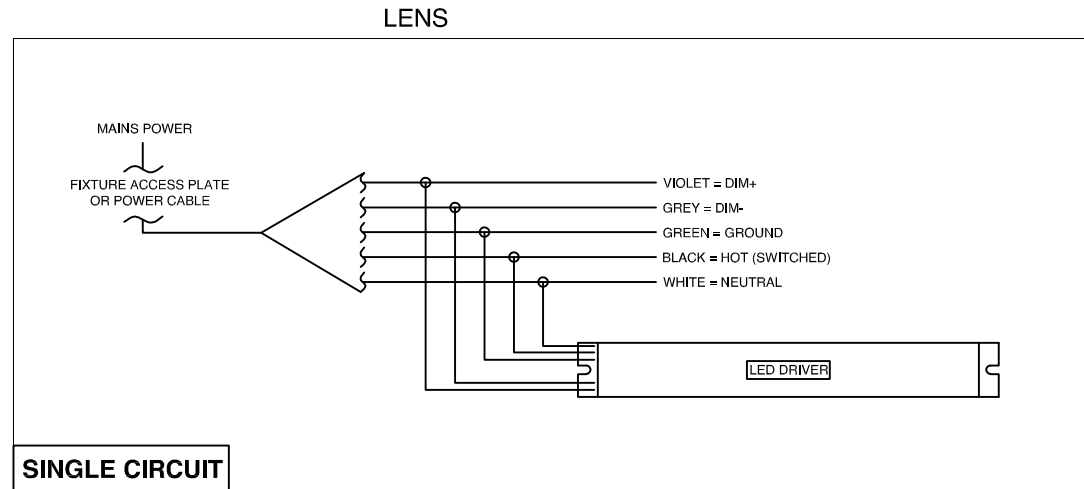 LENS
MAINS POWER
FIXTURE ACCESS PLATE
OR POWER CABLE
VIOLET = DIM+
GREY = DIM-
GREEN = GROUND
BLACK = HOT (SWITCHED)
WHITE = NEUTRAL
LED DRIVER
SINGLE CIRCUIT